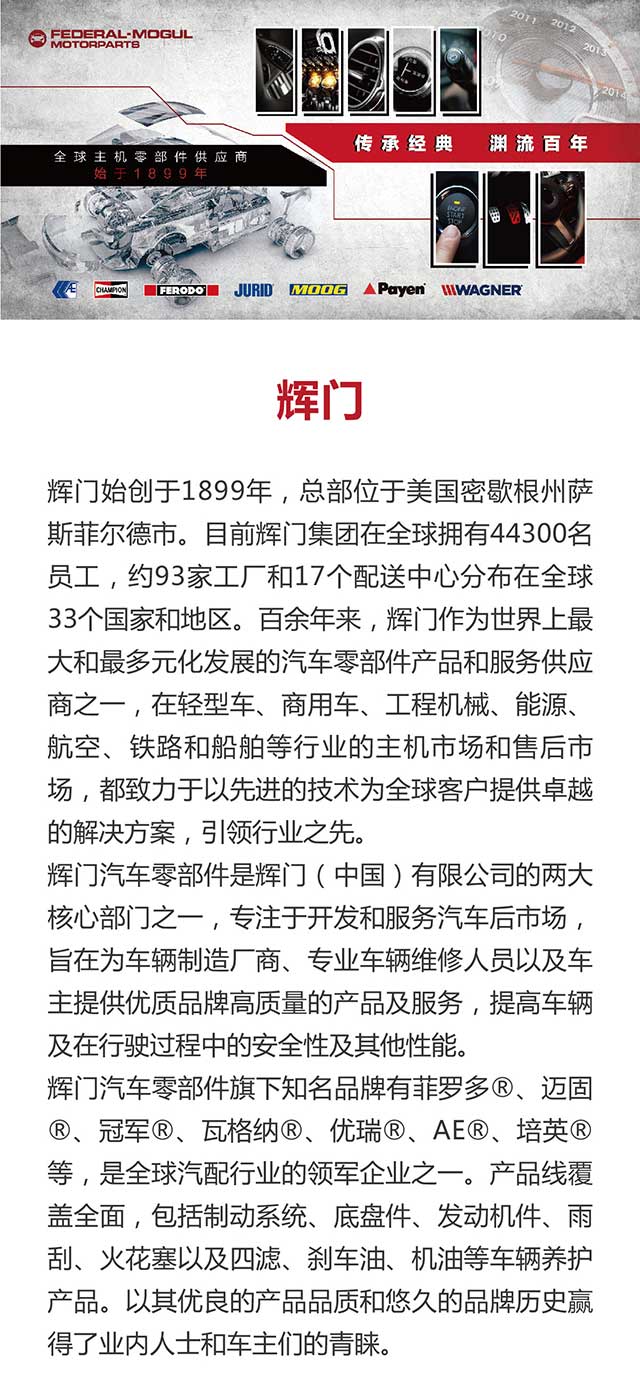 FEDERAL-MOGUL
MOTORPARTS
2011
2012
2013
2014
传承经典 渊流百年
全球主机零部件供应商
始于1899年
ENGINE
START
STOP
AE
CHAMPION
FERODO
JURID
MOOG
Payen
WAGNER
辉门
辉门始创于1899年，总部位于美国密歇根州萨
斯菲尔德市。目前辉门集团在全球拥有44300名
员工，约93家工厂和17个配送中心分布在全球
33个国家和地区。百余年来，辉门作为世界上最
大和最多元化发展的汽车零部件产品和服务供应
商之一，在轻型车、商用车、工程机械、能源、
航空、铁路和船舶等行业的主机市场和售后市
场，都致力于以先进的技术为全球客户提供卓越
的解决方案，引领行业之先。
辉门汽车零部件是辉门（中国）有限公司的两大
核心部门之一，专注于开发和服务汽车后市场，
旨在为车辆制造厂商、专业车辆维修人员以及车
主提供优质品牌高质量的产品及服务，提高车辆
及在行驶过程中的安全性及其他性能。
辉门汽车零部件旗下知名品牌有菲罗多®、迈固
®、冠军®、瓦格纳®、优瑞®、AE®、培英®
等，是全球汽配行业的领军企业之一。产品线覆
盖全面，包括制动系统、底盘件、发动机件、雨
刮、火花塞以及四滤、刹车油、机油等车辆养护
产品。以其优良的产品品质和悠久的品牌历史赢
得了业内人士和车主们的青睐。